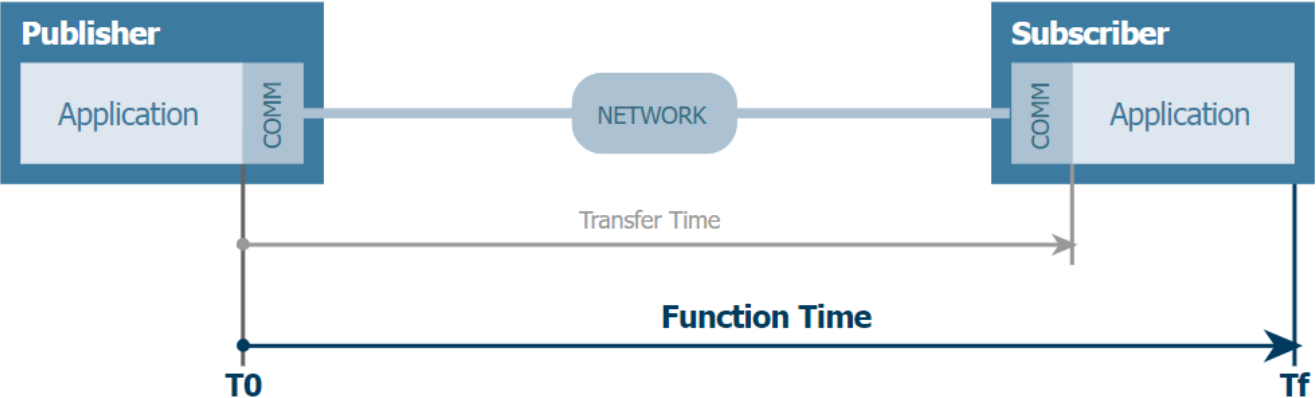 Publisher
Subscriber
Application
COMM
NETWORK
COMM
Application
Transfer Time
Function Time
T0
Tf